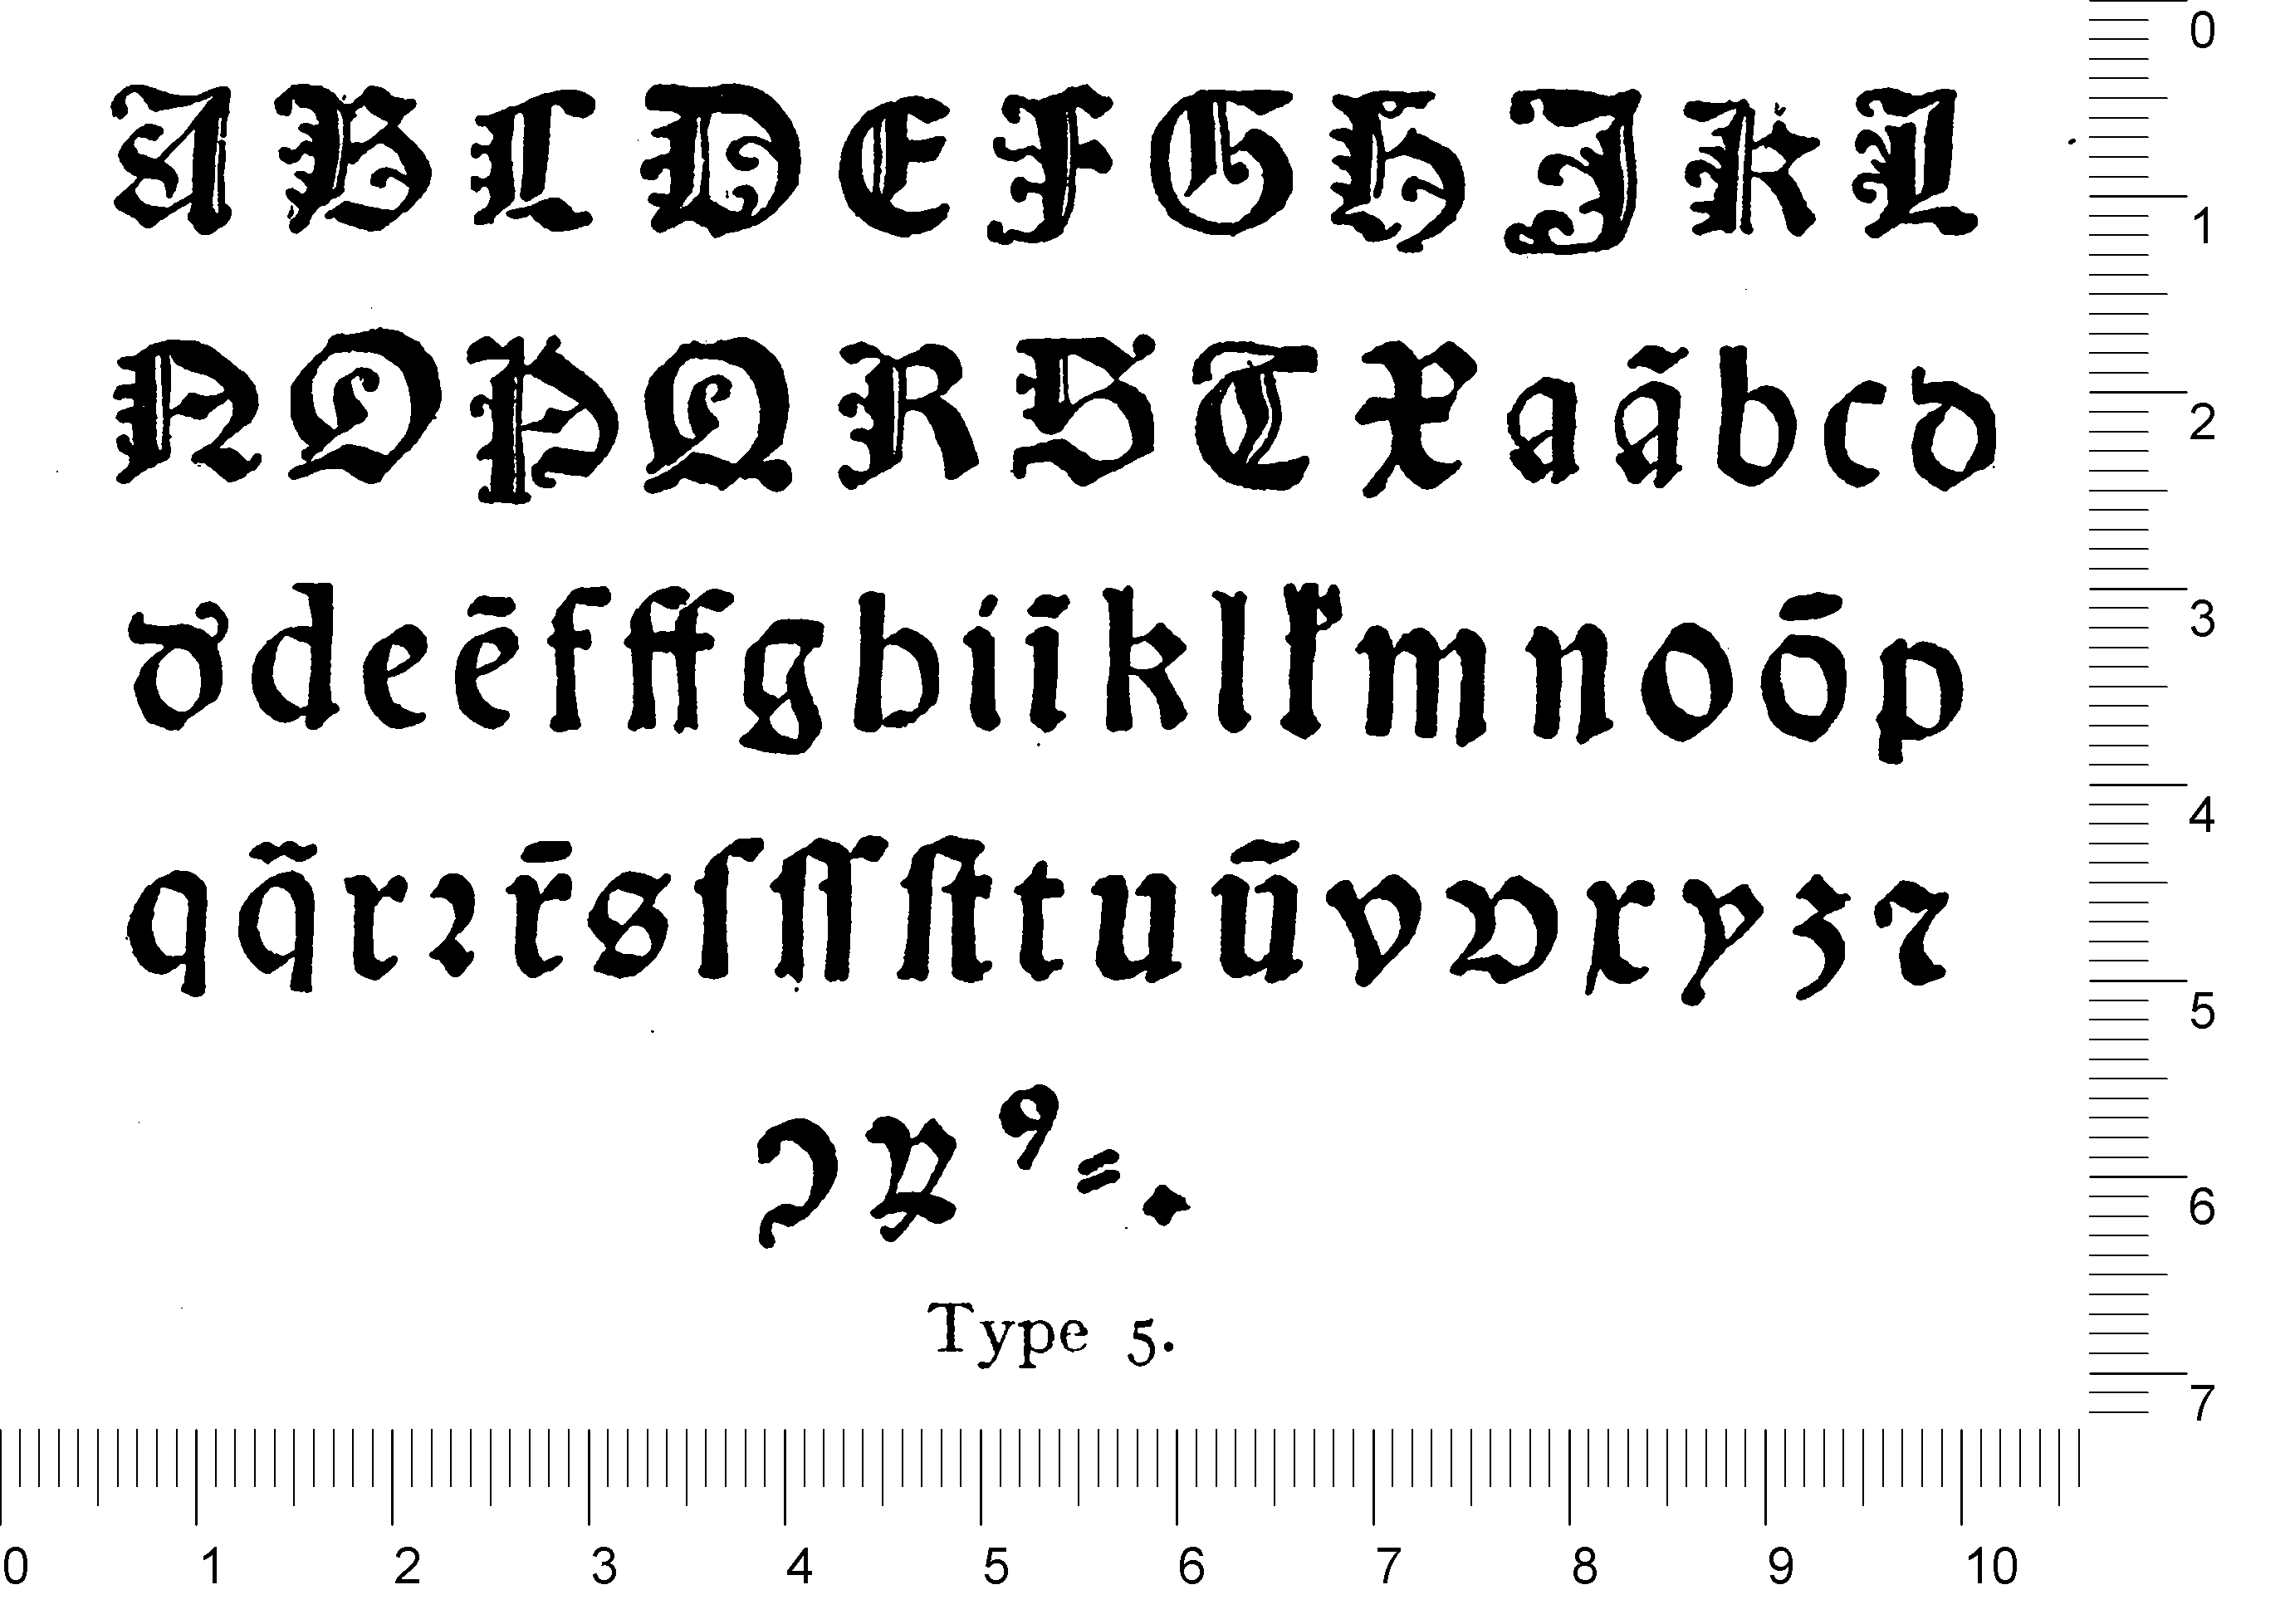 A B C D E F G H I K L
N O P Q R S T X a ã b c d
d' d e ē f ff g h i ī k l ł m n o ō p
q q̃ r ꝛ r̄ s ſ ſſ ſt t u ū v v x y z ⁊
ꝯ ꝶ ꝰ ⸗ .
Type 5.
0
1
2
3
4
5
6
7
0 1 2 3 4 5 6 7 8 9 10